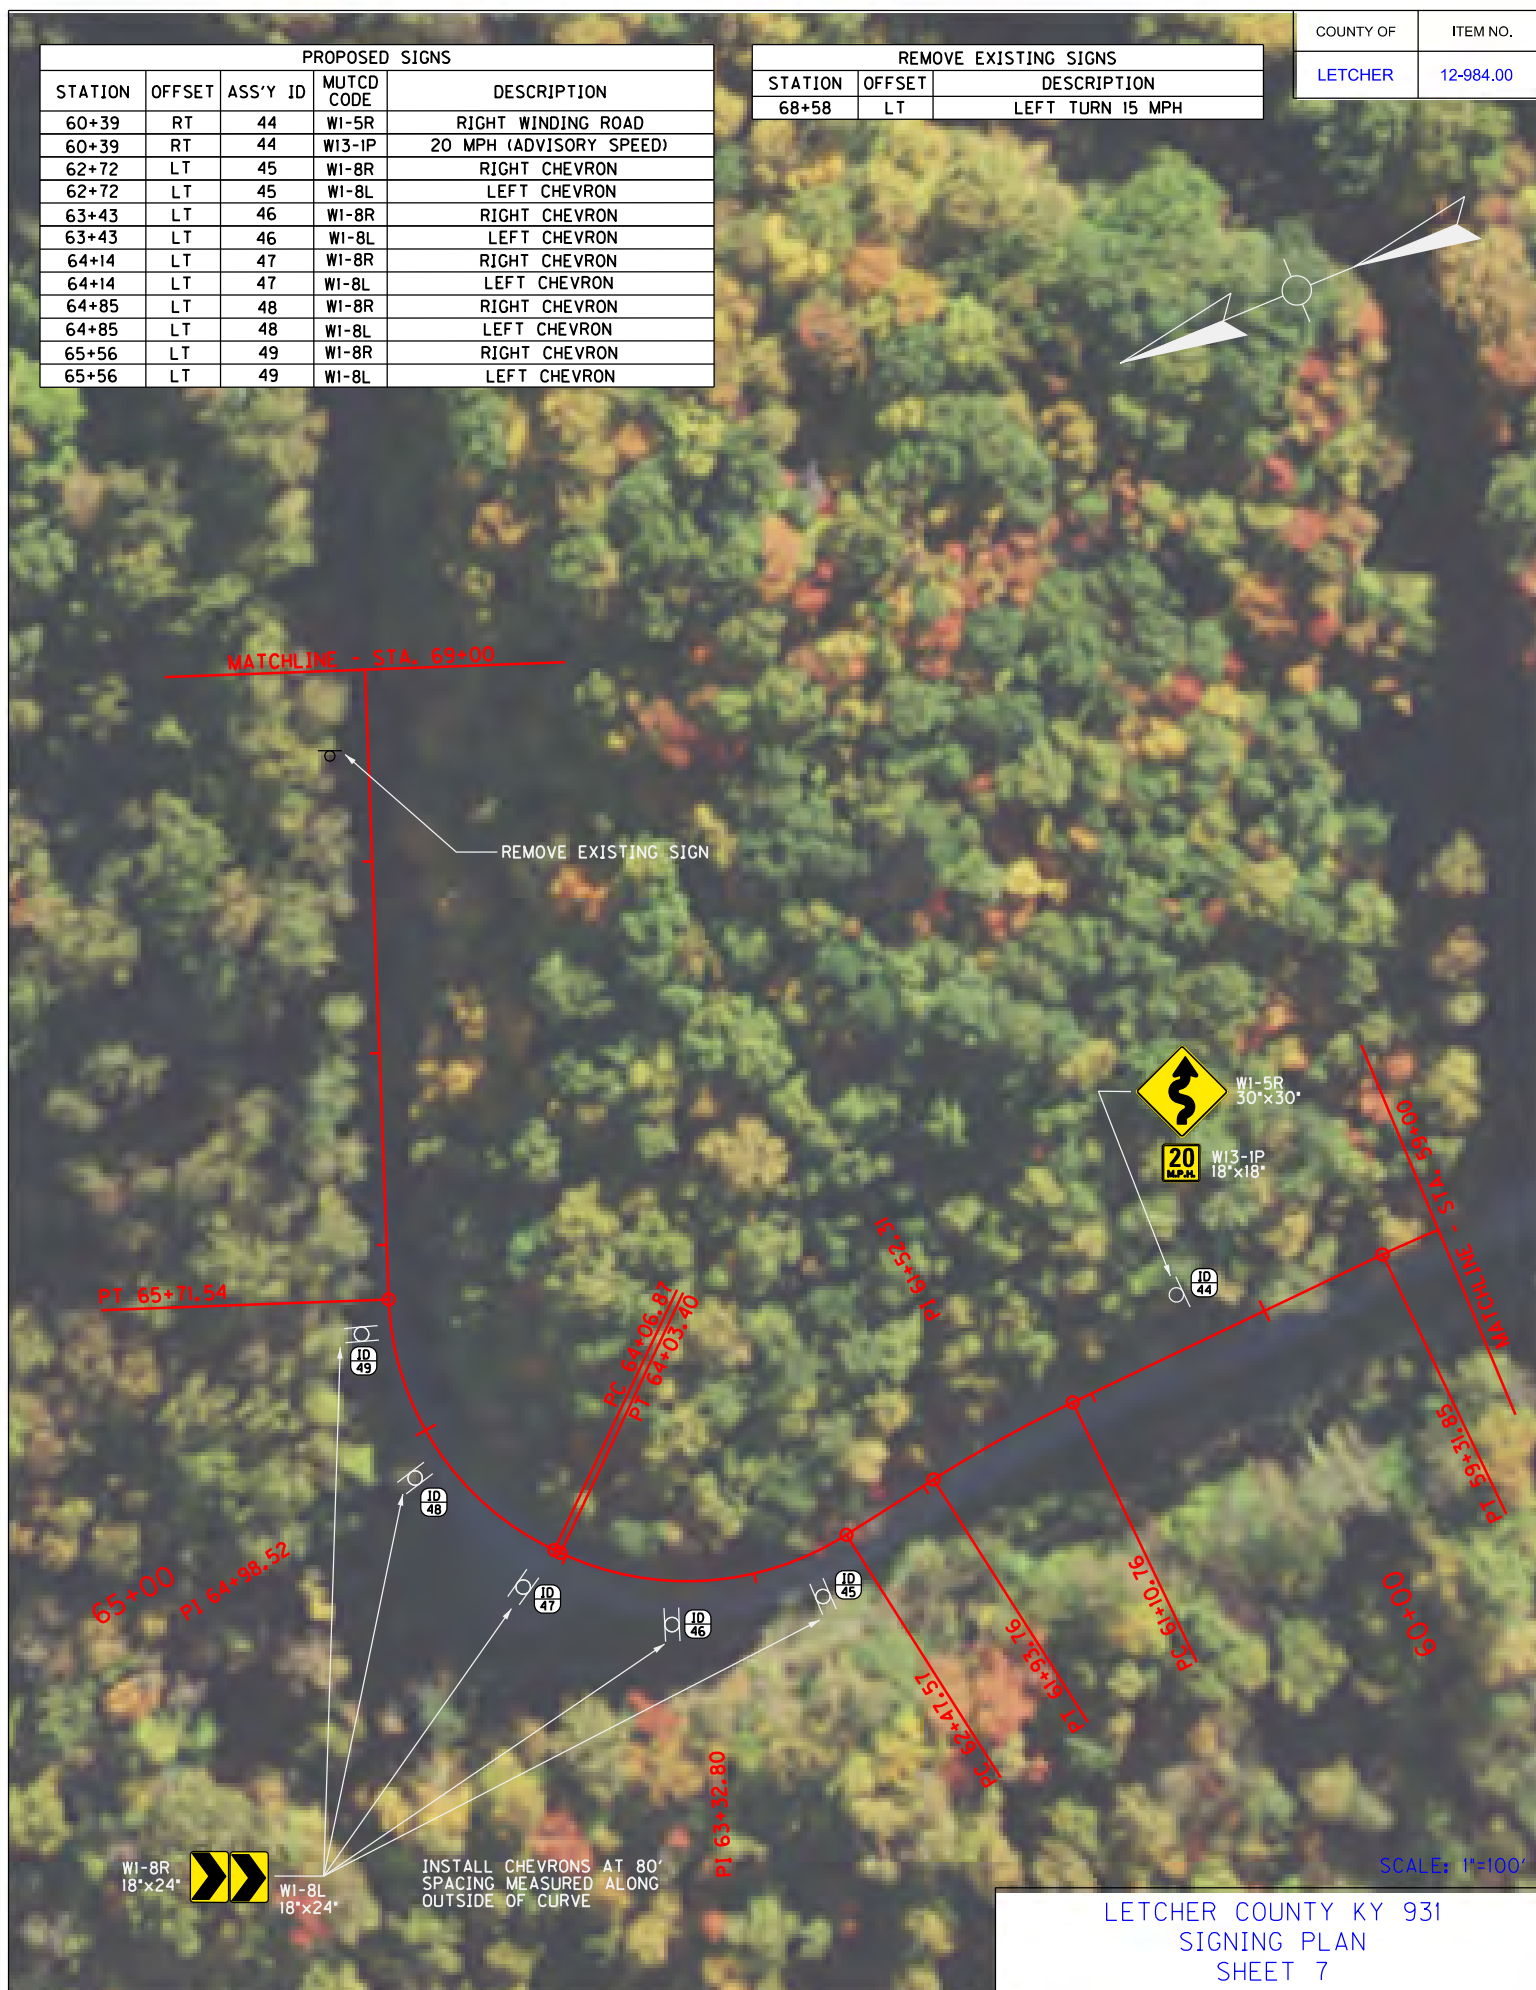 COUNTY OF
ITEM NO.
LETCHER
12-984.00
PROPOSED SIGNS
STATION OFFSET ASS'Y ID MUTCD CODE DESCRIPTION
60+39 RT 44 W1-5R RIGHT WINDING ROAD
60+39 RT 44 W13-1P 20 MPH (ADVISORY SPEED)
62+72 LT 45 W1-8R RIGHT CHEVRON
62+72 LT 45 W1-8L LEFT CHEVRON
63+43 LT 46 W1-8R RIGHT CHEVRON
63+43 LT 46 W1-8L LEFT CHEVRON
64+14 LT 47 W1-8R RIGHT CHEVRON
64+14 LT 47 W1-8L LEFT CHEVRON
64+85 LT 48 W1-8R RIGHT CHEVRON
64+85 LT 48 W1-8L LEFT CHEVRON
65+56 LT 49 W1-8R RIGHT CHEVRON
65+56 LT 49 W1-8L LEFT CHEVRON
REMOVE EXISTING SIGNS
STATION OFFSET DESCRIPTION
68+58 LT LEFT TURN 15 MPH
MATCHLINE - STA. 69+00
REMOVE EXISTING SIGN
W1-5R
30"x30"
20
M.P.H.
W13-1P
18"x18"
MATCHLINE - STA. 59+00
ID
44
PI 61+52.31
PT 65+71.54
PC 64+06.87
PT 64+03.40
ID
49
ID
48
ID
47
ID
46
ID
45
PT 59+31.85
60+00
PC 61+10.76
PT 61+93.76
PC 62+47.57
65+00
PI 64+98.52
PI 63+32.80
W1-8R
18"x24"
W1-8L
18"x24"
INSTALL CHEVRONS AT 80'
SPACING MEASURED ALONG
OUTSIDE OF CURVE
SCALE: 1"=100'
LETCHER COUNTY KY 931
SIGNING PLAN
SHEET 7